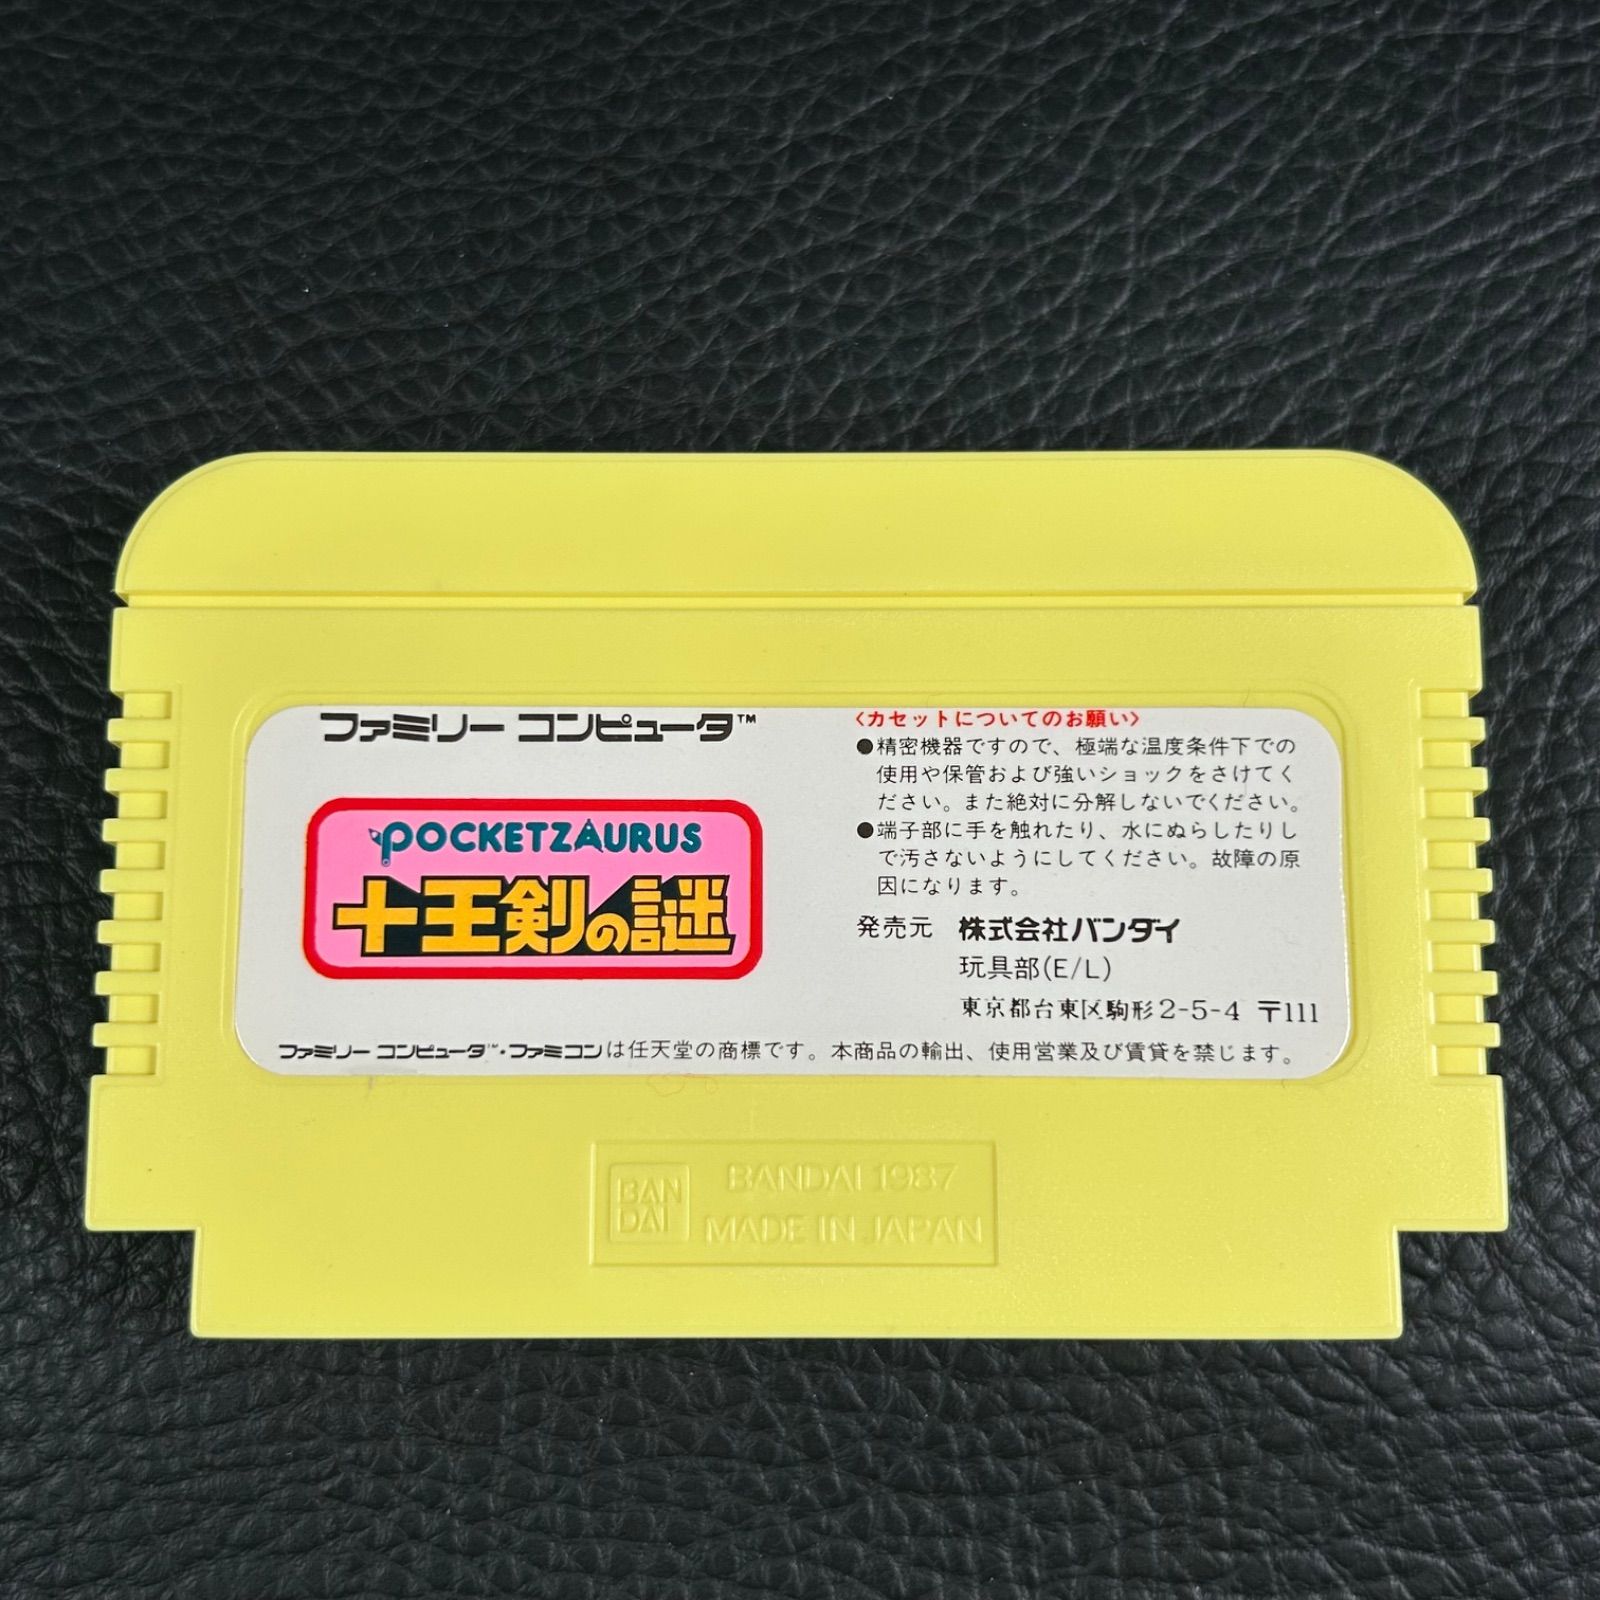 ファミリー コンピュータ™
POCKETZAURUS
十王剣の謎
〈カセットについてのお願い〉
●精密機器ですので、極端な温度条件下での
使用や保管および強いショックをさけてく
ださい。また絶対に分解しないでください。
●端子部に手を触れたり、水にぬらしたりし
て汚さないようにしてください。故障の原
因になります。
発売元 株式会社バンダイ
玩具部(E/L)
東京都台東区駒形2-5-4 〒111
ファミリー コンピュータ™・ファミコンは任天堂の商標です。本商品の輸出、使用営業及び賃貸を禁じます。
BAN
DAI
BANDAI 1987
MADE IN JAPAN